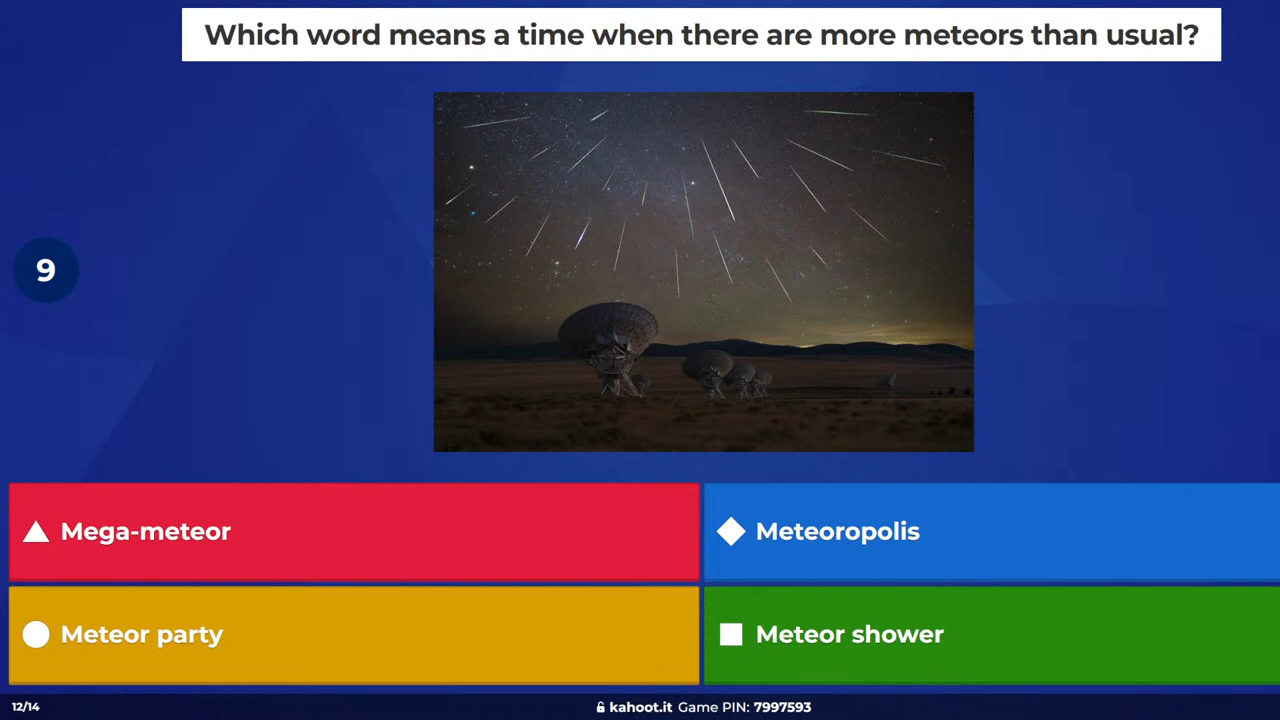 Which word means a time when there are more meteors than usual?
9
Mega-meteor
Meteoropolis
Meteor party
Meteor shower
12/14
kahoot.it Game PIN: 7997593